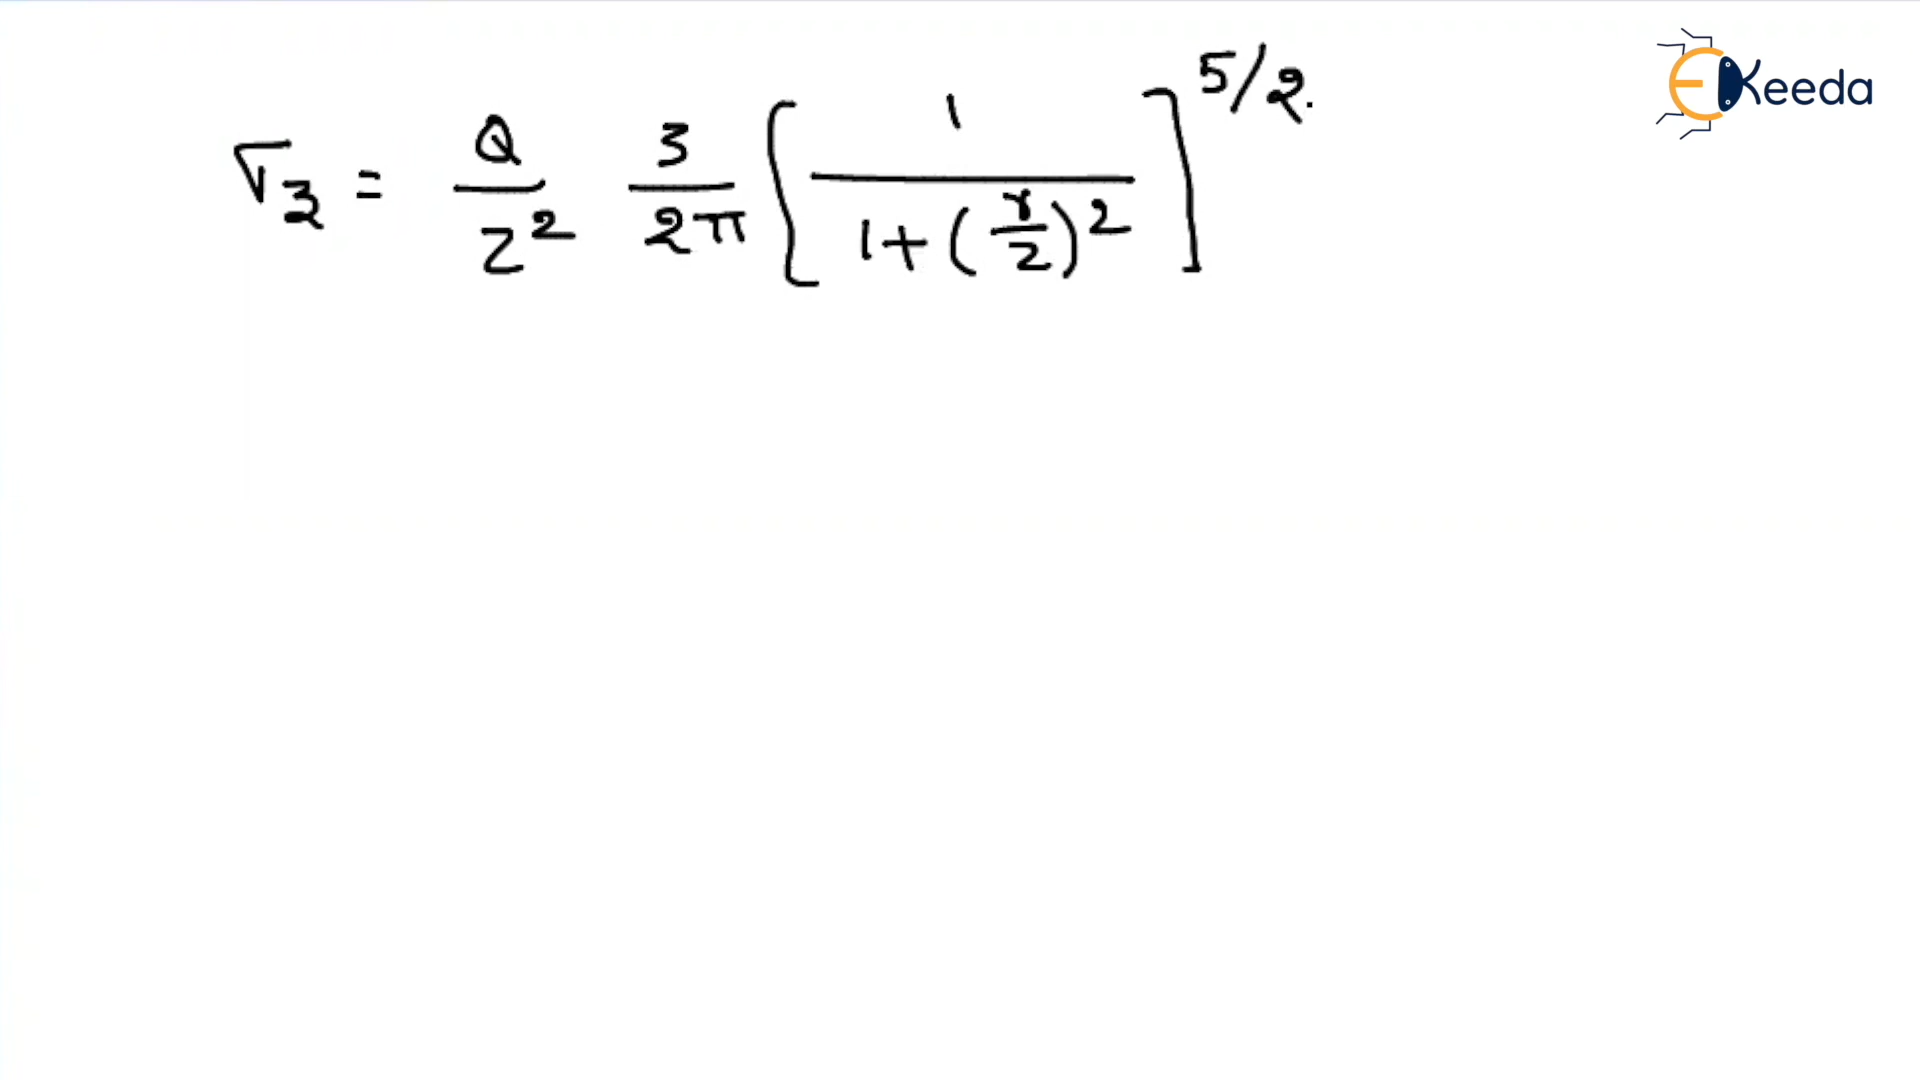 σz = Q/z² 3/2π [1/(1+(r/z)²)]^5/2.
EKeeda